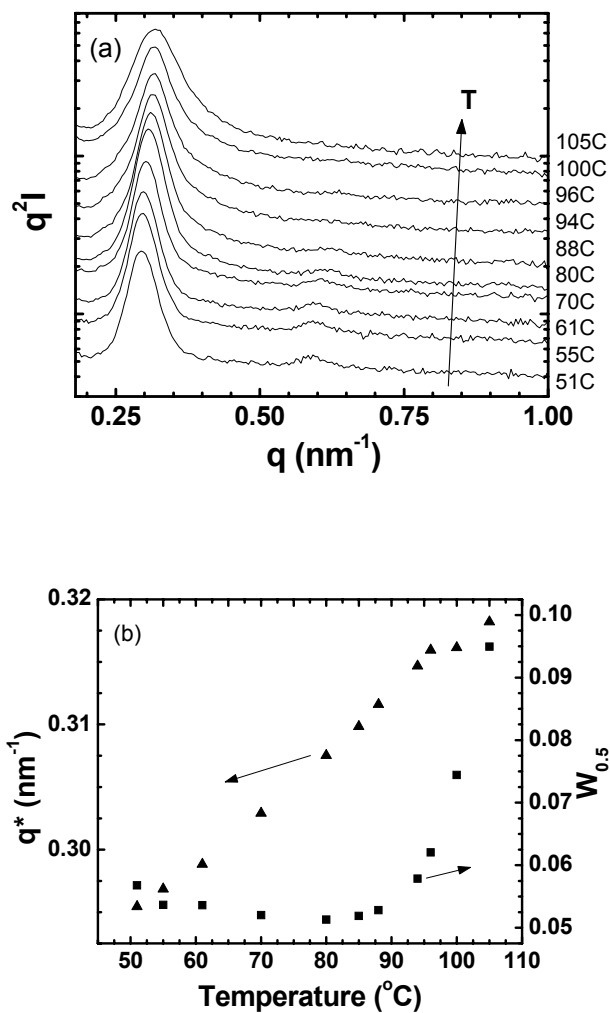 (a)
T
q²I
105C
100C
96C
94C
88C
80C
70C
61C
55C
51C
0.25 0.50 0.75 1.00
q (nm⁻¹)
(b)
0.32
0.31
0.30
q* (nm⁻¹)
0.10
0.09
0.08
0.07
0.06
0.05
W₀.₅
50 60 70 80 90 100 110
Temperature (°C)